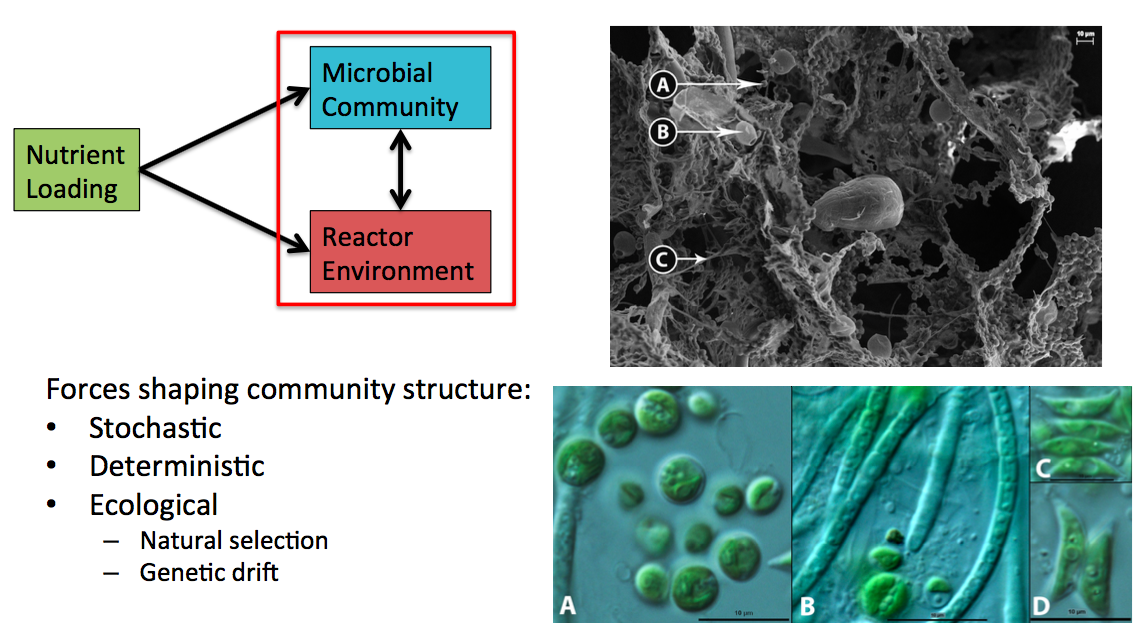 Nutrient
Loading
Microbial
Community
Reactor
Environment
Forces shaping community structure:
• Stochastic
• Deterministic
• Ecological
– Natural selection
– Genetic drift
10 µm
A
B
C
A
10 µm
B
10 µm
C
D
10 µm